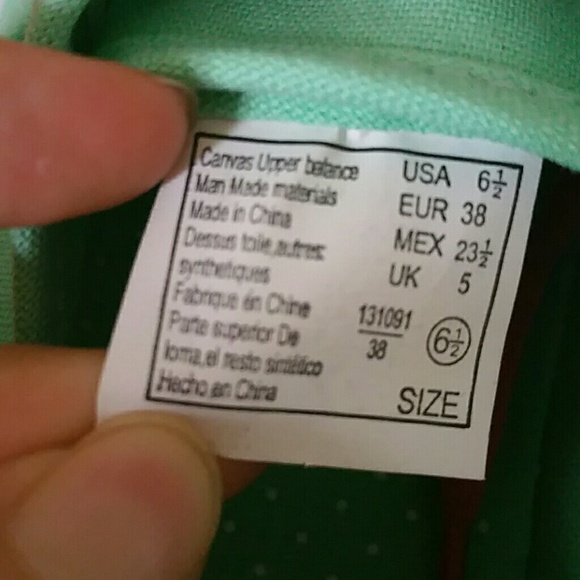 Canvas Upper balance
Man Made materials
Made in China
Dessus toile,autres
synthetiques
Fabrique en Chine
Parte superior De
loma,el resto sintético
Hecho en China
USA 6½
EUR 38
MEX 23½
UK 5
131091
38
6½
SIZE